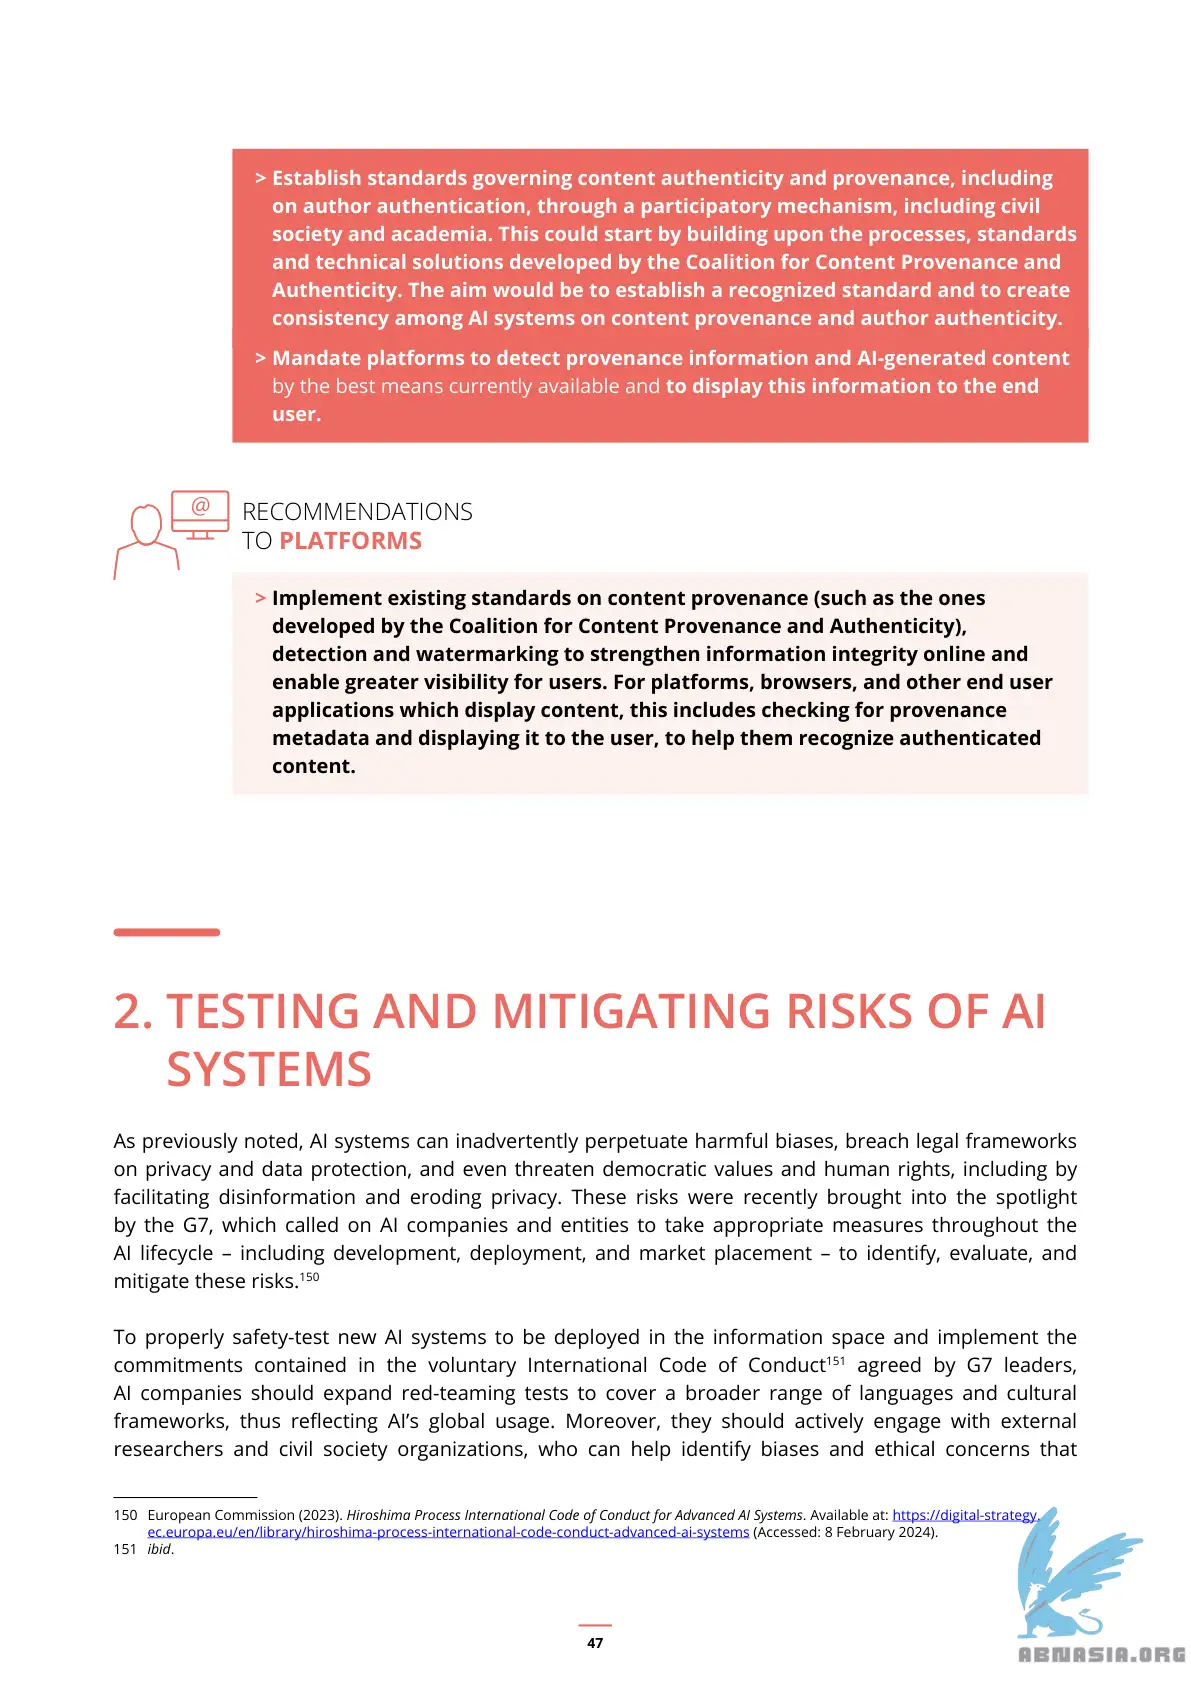 > Establish standards governing content authenticity and provenance, including
on author authentication, through a participatory mechanism, including civil
society and academia. This could start by building upon the processes, standards
and technical solutions developed by the Coalition for Content Provenance and
Authenticity. The aim would be to establish a recognized standard and to create
consistency among AI systems on content provenance and author authenticity.
> Mandate platforms to detect provenance information and AI-generated content
by the best means currently available and to display this information to the end
user.
@
RECOMMENDATIONS
TO PLATFORMS
> Implement existing standards on content provenance (such as the ones
developed by the Coalition for Content Provenance and Authenticity),
detection and watermarking to strengthen information integrity online and
enable greater visibility for users. For platforms, browsers, and other end user
applications which display content, this includes checking for provenance
metadata and displaying it to the user, to help them recognize authenticated
content.
2. TESTING AND MITIGATING RISKS OF AI
SYSTEMS
As previously noted, AI systems can inadvertently perpetuate harmful biases, breach legal frameworks
on privacy and data protection, and even threaten democratic values and human rights, including by
facilitating disinformation and eroding privacy. These risks were recently brought into the spotlight
by the G7, which called on AI companies and entities to take appropriate measures throughout the
AI lifecycle – including development, deployment, and market placement – to identify, evaluate, and
mitigate these risks.150
To properly safety-test new AI systems to be deployed in the information space and implement the
commitments contained in the voluntary International Code of Conduct151 agreed by G7 leaders,
AI companies should expand red-teaming tests to cover a broader range of languages and cultural
frameworks, thus reflecting AI’s global usage. Moreover, they should actively engage with external
researchers and civil society organizations, who can help identify biases and ethical concerns that
150 European Commission (2023). Hiroshima Process International Code of Conduct for Advanced AI Systems. Available at: https://digital-strategy.
ec.europa.eu/en/library/hiroshima-process-international-code-conduct-advanced-ai-systems (Accessed: 8 February 2024).
151 ibid.
47
ABNASIA.ORG